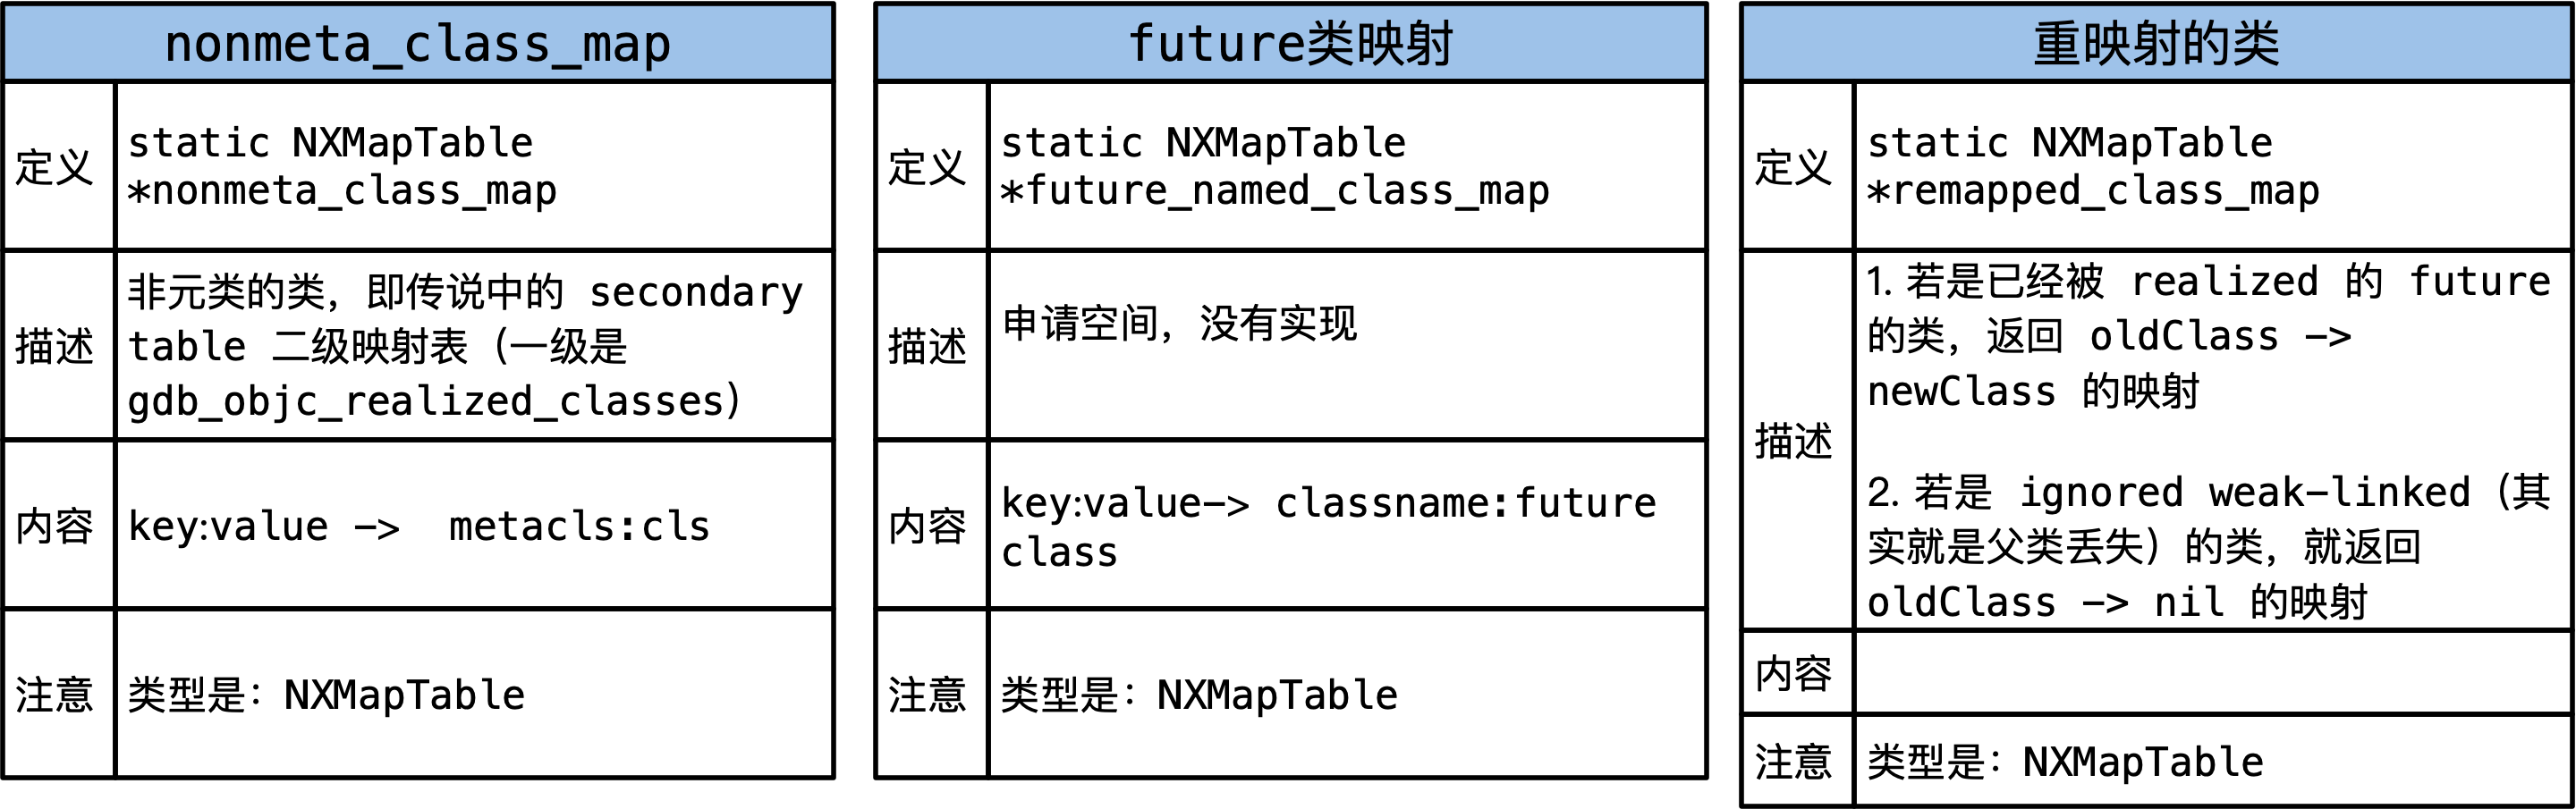 nonmeta_class_map
定义
static NXMapTable
*nonmeta_class_map
描述
非元类的类，即传说中的 secondary
table 二级映射表（一级是
gdb_objc_realized_classes）
内容
key:value ->  metacls:cls
注意
类型是：NXMapTable
future类映射
定义
static NXMapTable
*future_named_class_map
描述
申请空间，没有实现
内容
key:value-> classname:future
class
注意
类型是：NXMapTable
重映射的类
定义
static NXMapTable
*remapped_class_map
描述
1. 若是已经被 realized 的 future
的类，返回 oldClass ->
newClass 的映射
2. 若是 ignored weak-linked（其
实就是父类丢失）的类，就返回
oldClass -> nil 的映射
内容
注意
类型是：NXMapTable